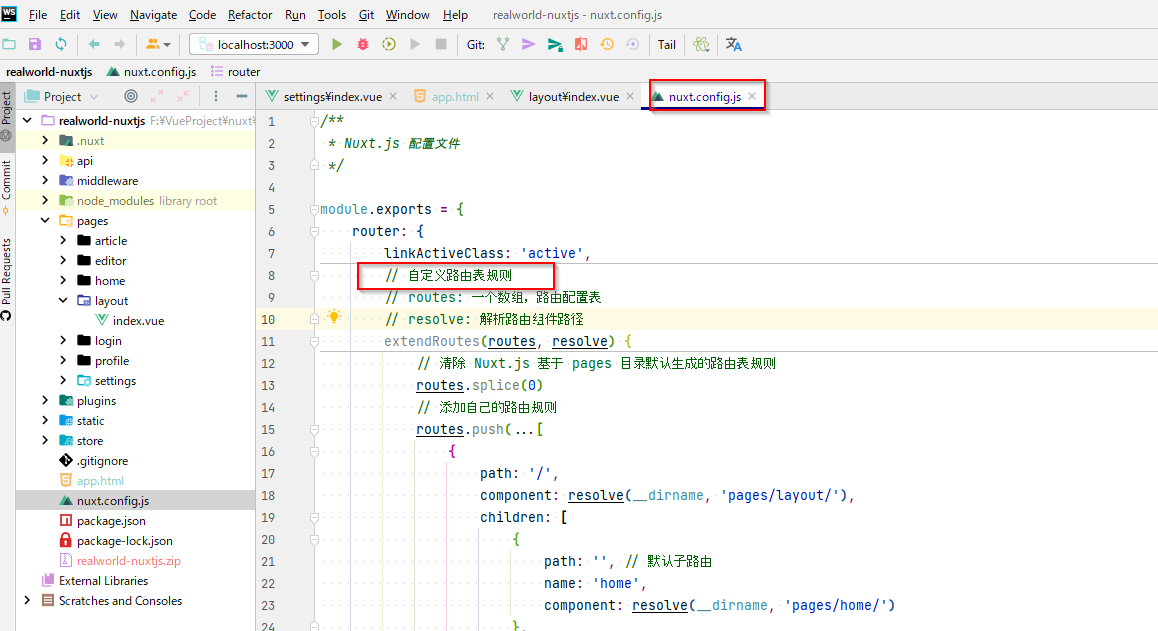 WS File Edit View Navigate Code Refactor Run Tools Git Window Help realworld-nuxtjs - nuxt.config.js
localhost:3000 Git: Tail
realworld-nuxtjs nuxt.config.js router
Project settings¥index.vue app.html layout¥index.vue nuxt.config.js
Project
Commit
Pull Requests
realworld-nuxtjs F:¥VueProject¥nuxt¥
.nuxt
api
middleware
node_modules library root
pages
article
editor
home
layout
index.vue
login
profile
settings
plugins
static
store
.gitignore
app.html
nuxt.config.js
package.json
package-lock.json
realworld-nuxtjs.zip
External Libraries
Scratches and Consoles
1 /**
2 * Nuxt.js 配置文件
3 */
4
5 module.exports = {
6 router: {
7 linkActiveClass: 'active',
8 // 自定义路由表规则
9 // routes: 一个数组，路由配置表
10 // resolve: 解析路由组件路径
11 extendRoutes(routes, resolve) {
12 // 清除 Nuxt.js 基于 pages 目录默认生成的路由表规则
13 routes.splice(0)
14 // 添加自己的路由规则
15 routes.push(...[
16 {
17 path: '/',
18 component: resolve(__dirname, 'pages/layout/'),
19 children: [
20 {
21 path: '', // 默认子路由
22 name: 'home',
23 component: resolve(__dirname, 'pages/home/')
24 },